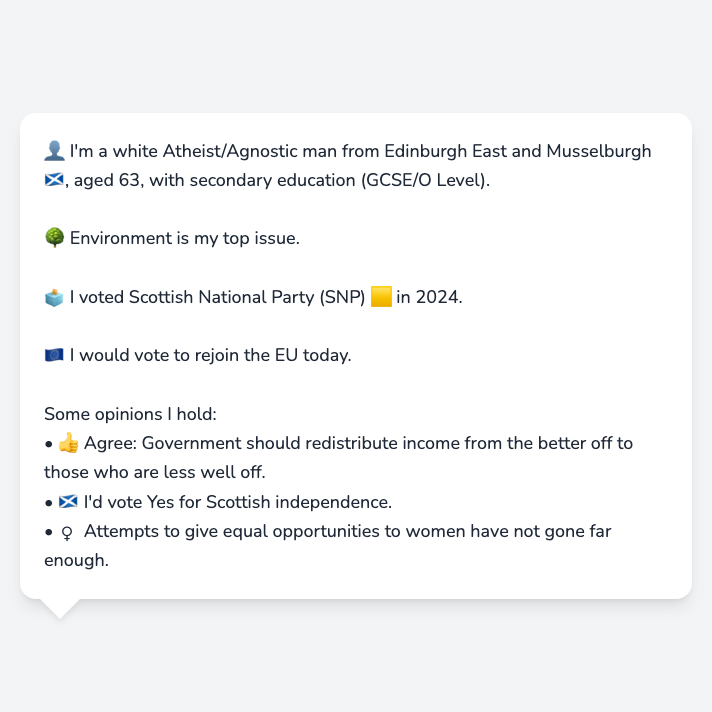 👤 I'm a white Atheist/Agnostic man from Edinburgh East and Musselburgh
🏴󠁧󠁢󠁳󠁣󠁴󠁿, aged 63, with secondary education (GCSE/O Level).
🌳 Environment is my top issue.
🗳️ I voted Scottish National Party (SNP) 🟨 in 2024.
🇪🇺 I would vote to rejoin the EU today.
Some opinions I hold:
• 👍 Agree: Government should redistribute income from the better off to
those who are less well off.
• 🏴󠁧󠁢󠁳󠁣󠁴󠁿 I'd vote Yes for Scottish independence.
• ♀ Attempts to give equal opportunities to women have not gone far
enough.